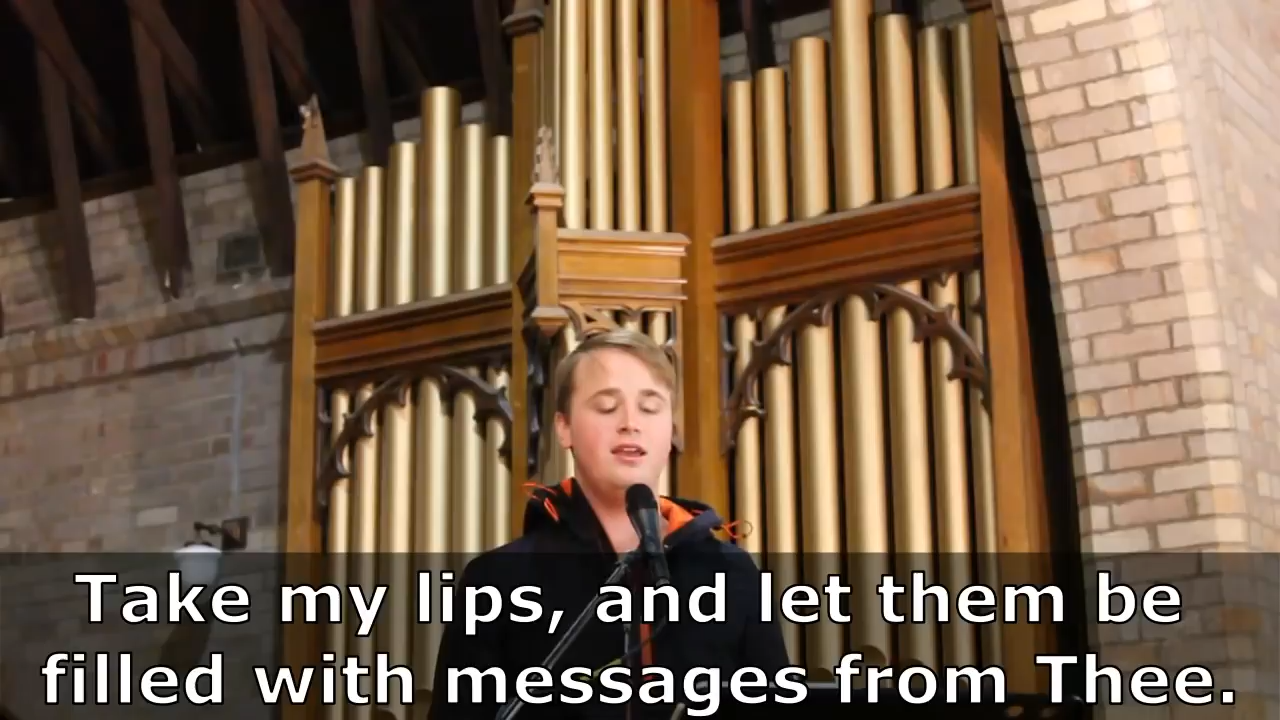 Take my lips, and let them be
filled with messages from Thee.